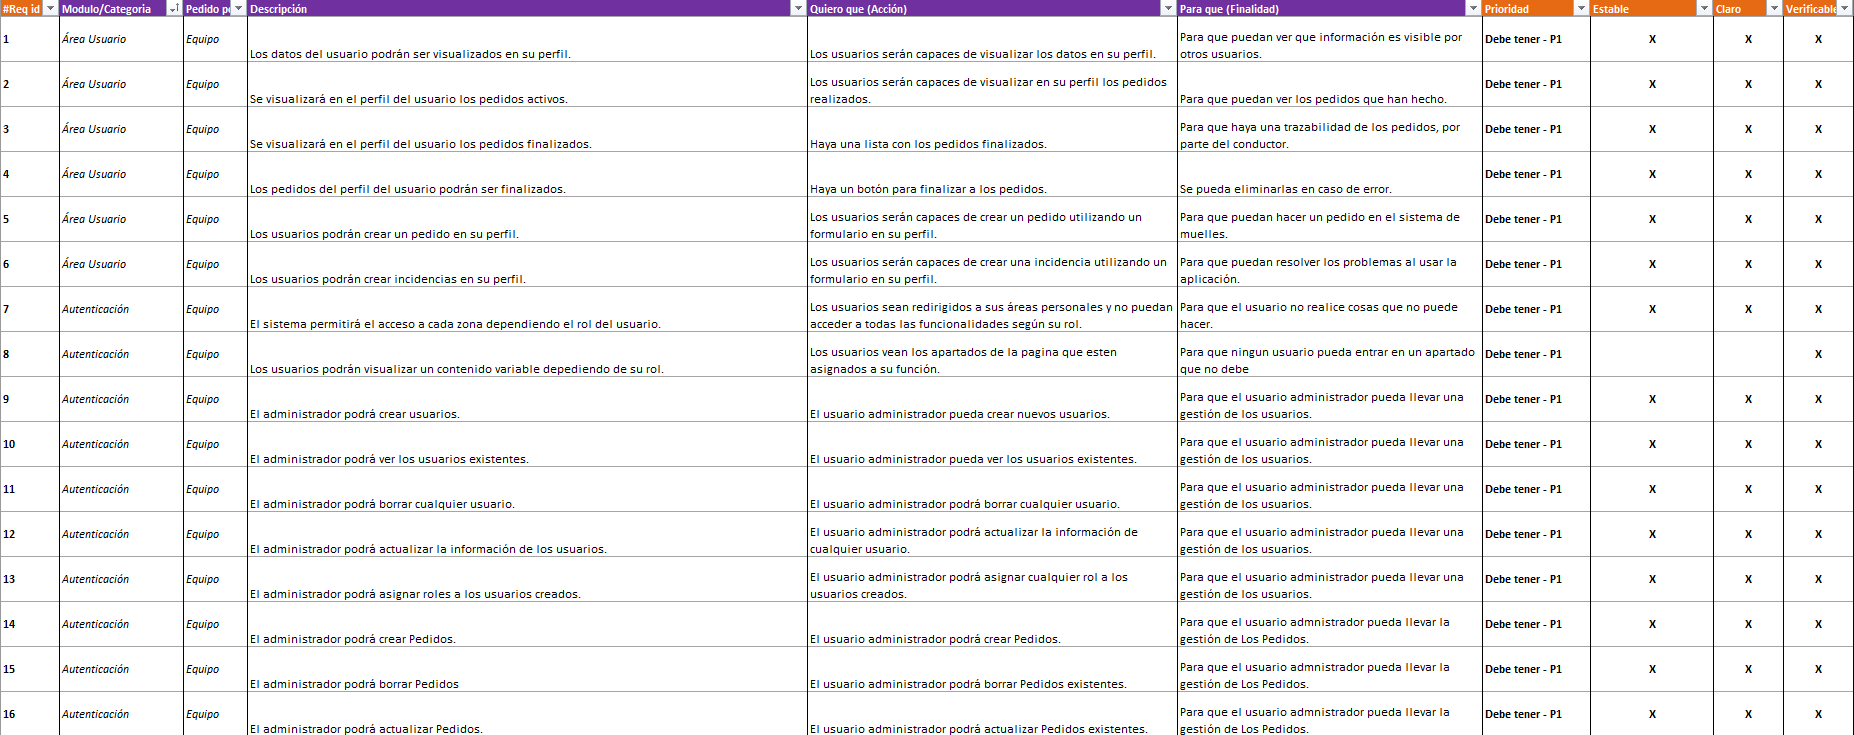 #Req id Modulo/Categoria Pedido po Descripción Quiero que (Acción) Para que (Finalidad) Prioridad Estable Claro Verificable
1 Área Usuario Equipo Los datos del usuario podrán ser visualizados en su perfil. Los usuarios serán capaces de visualizar los datos en su perfil. Para que puedan ver que información es visible por otros usuarios. Debe tener - P1 X X X
2 Área Usuario Equipo Se visualizará en el perfil del usuario los pedidos activos. Los usuarios serán capaces de visualizar en su perfil los pedidos realizados. Para que puedan ver los pedidos que han hecho. Debe tener - P1 X X X
3 Área Usuario Equipo Se visualizará en el perfil del usuario los pedidos finalizados. Haya una lista con los pedidos finalizados. Para que haya una trazabilidad de los pedidos, por parte del conductor. Debe tener - P1 X X X
4 Área Usuario Equipo Los pedidos del perfil del usuario podrán ser finalizados. Haya un botón para finalizar a los pedidos. Se pueda eliminarlas en caso de error. Debe tener - P1 X X X
5 Área Usuario Equipo Los usuarios podrán crear un pedido en su perfil. Los usuarios serán capaces de crear un pedido utilizando un formulario en su perfil. Para que puedan hacer un pedido en el sistema de muelles. Debe tener - P1 X X X
6 Área Usuario Equipo Los usuarios podrán crear incidencias en su perfil. Los usuarios serán capaces de crear una incidencia utilizando un formulario en su perfil. Para que puedan resolver los problemas al usar la aplicación. Debe tener - P1 X X X
7 Autenticación Equipo El sistema permitirá el acceso a cada zona dependiendo el rol del usuario. Los usuarios sean redirigidos a sus áreas personales y no puedan acceder a todas las funcionalidades según su rol. Para que el usuario no realice cosas que no puede hacer. Debe tener - P1 X X X
8 Autenticación Equipo Los usuarios podrán visualizar un contenido variable depediendo de su rol. Los usuarios vean los apartados de la pagina que esten asignados a su función. Para que ningun usuario pueda entrar en un apartado que no debe Debe tener - P1 X
9 Autenticación Equipo El administrador podrá crear usuarios. El usuario administrador pueda crear nuevos usuarios. Para que el usuario administrador pueda llevar una gestión de los usuarios. Debe tener - P1 X X X
10 Autenticación Equipo El administrador podrá ver los usuarios existentes. El usuario administrador pueda ver los usuarios existentes. Para que el usuario administrador pueda llevar una gestión de los usuarios. Debe tener - P1 X X X
11 Autenticación Equipo El administrador podrá borrar cualquier usuario. El usuario administrador podrá borrar cualquier usuario. Para que el usuario administrador pueda llevar una gestión de los usuarios. Debe tener - P1 X X X
12 Autenticación Equipo El administrador podrá actualizar la información de los usuarios. El usuario administrador podrá actualizar la información de cualquier usuario. Para que el usuario administrador pueda llevar una gestión de los usuarios. Debe tener - P1 X X X
13 Autenticación Equipo El administrador podrá asignar roles a los usuarios creados. El usuario administrador podrá asignar cualquier rol a los usuarios creados. Para que el usuario administrador pueda llevar una gestión de los usuarios. Debe tener - P1 X X X
14 Autenticación Equipo El administrador podrá crear Pedidos. El usuario administrador podrá crear Pedidos. Para que el usuario admnistrador pueda llevar la gestión de Los Pedidos. Debe tener - P1 X X X
15 Autenticación Equipo El administrador podrá borrar Pedidos El usuario administrador podrá borrar Pedidos existentes. Para que el usuario admnistrador pueda llevar la gestión de Los Pedidos. Debe tener - P1 X X X
16 Autenticación Equipo El administrador podrá actualizar Pedidos. El usuario administrador podrá actualizar Pedidos existentes. Para que el usuario admnistrador pueda llevar la gestión de Los Pedidos. Debe tener - P1 X X X